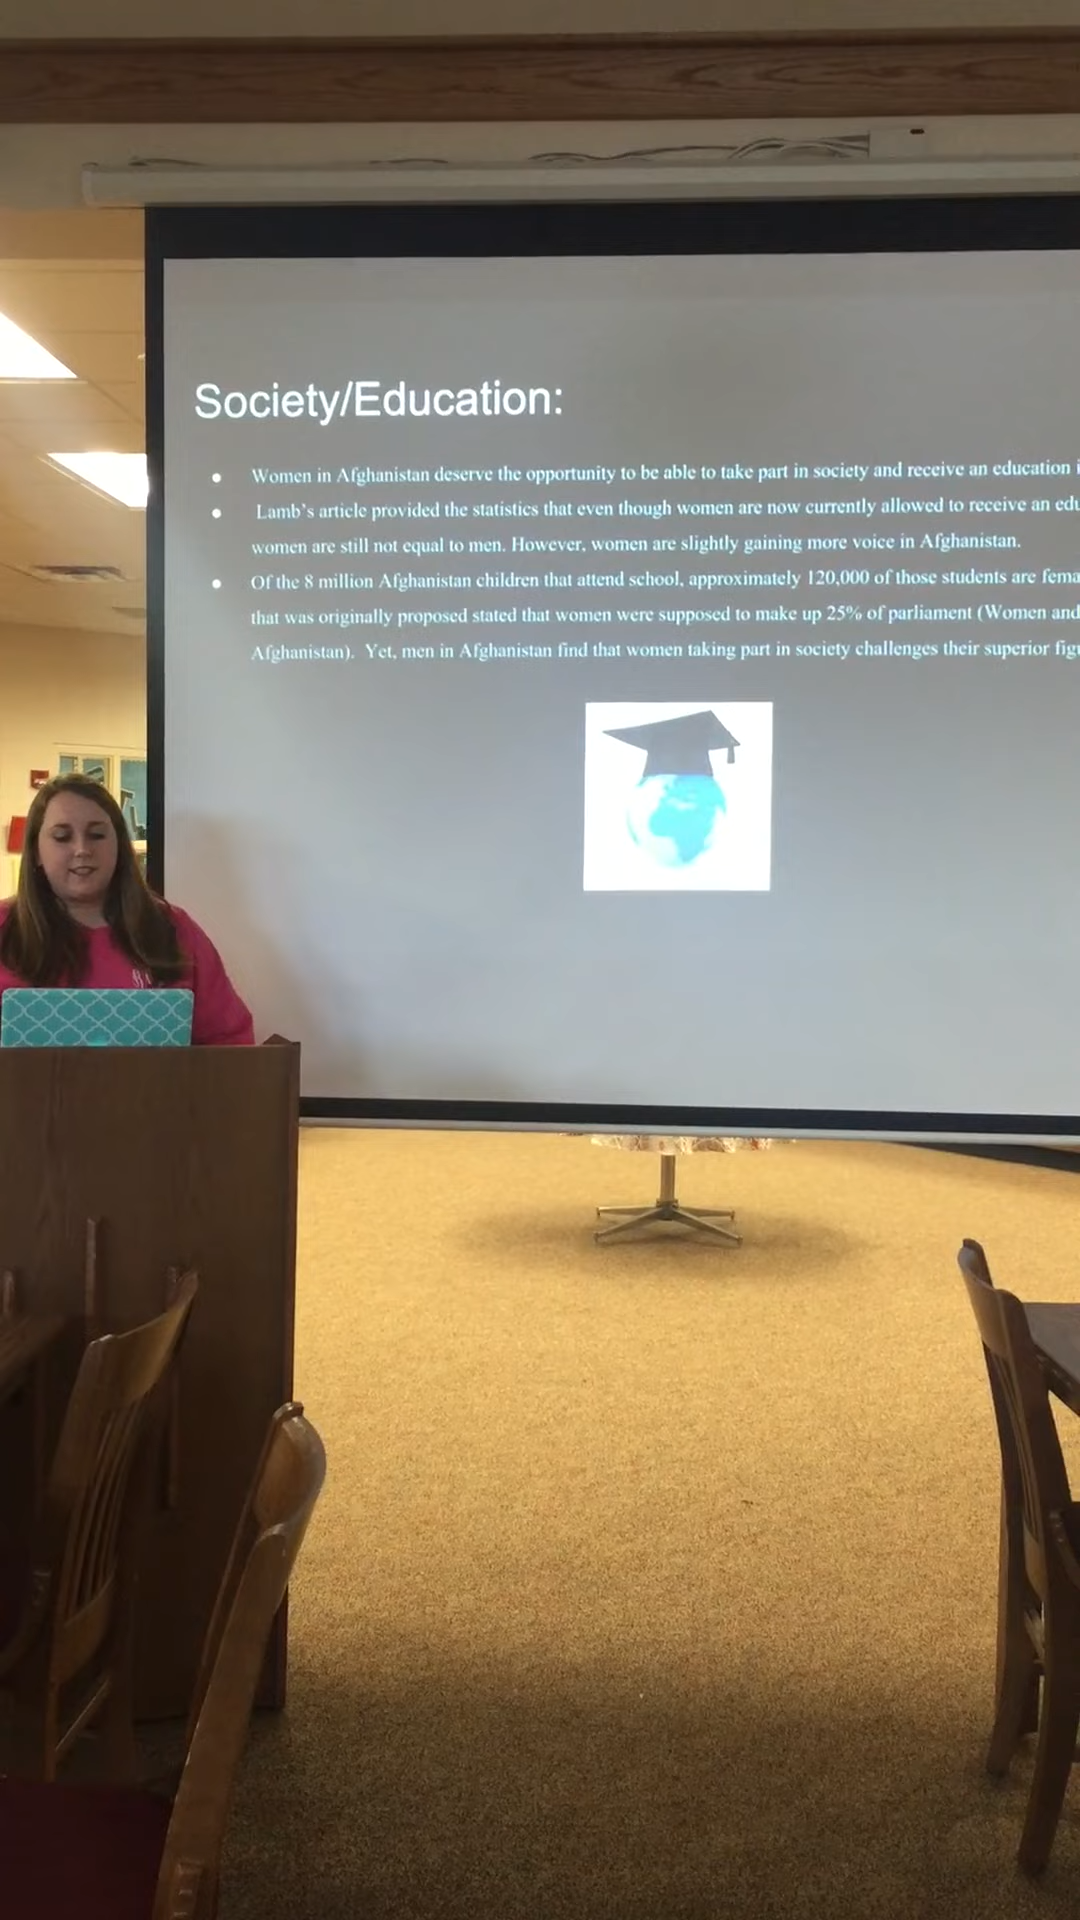 Society/Education:
• Women in Afghanistan deserve the opportunity to be able to take part in society and receive an education
• Lamb's article provided the statistics that even though women are now currently allowed to receive an
women are still not equal to men. However, women are slightly gaining more voice in Afghanistan.
• Of the 8 million Afghanistan children that attend school, approximately 120,000 of those students are
that was originally proposed stated that women were supposed to make up 25% of parliament (Women and
Afghanistan). Yet, men in Afghanistan find that women taking part in society challenges their superior